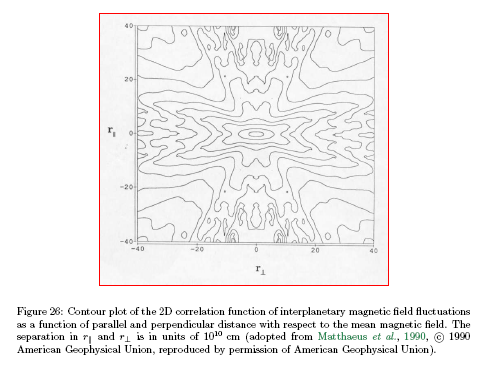 40
20
r∥ 0
−20
−40
−40 −20 0 20 40
r⊥
Figure 26: Contour plot of the 2D correlation function of interplanetary magnetic field fluctuations
as a function of parallel and perpendicular distance with respect to the mean magnetic field. The
separation in r∥ and r⊥ is in units of 10¹⁰ cm (adopted from Matthaeus et al., 1990, © 1990
American Geophysical Union, reproduced by permission of American Geophysical Union).